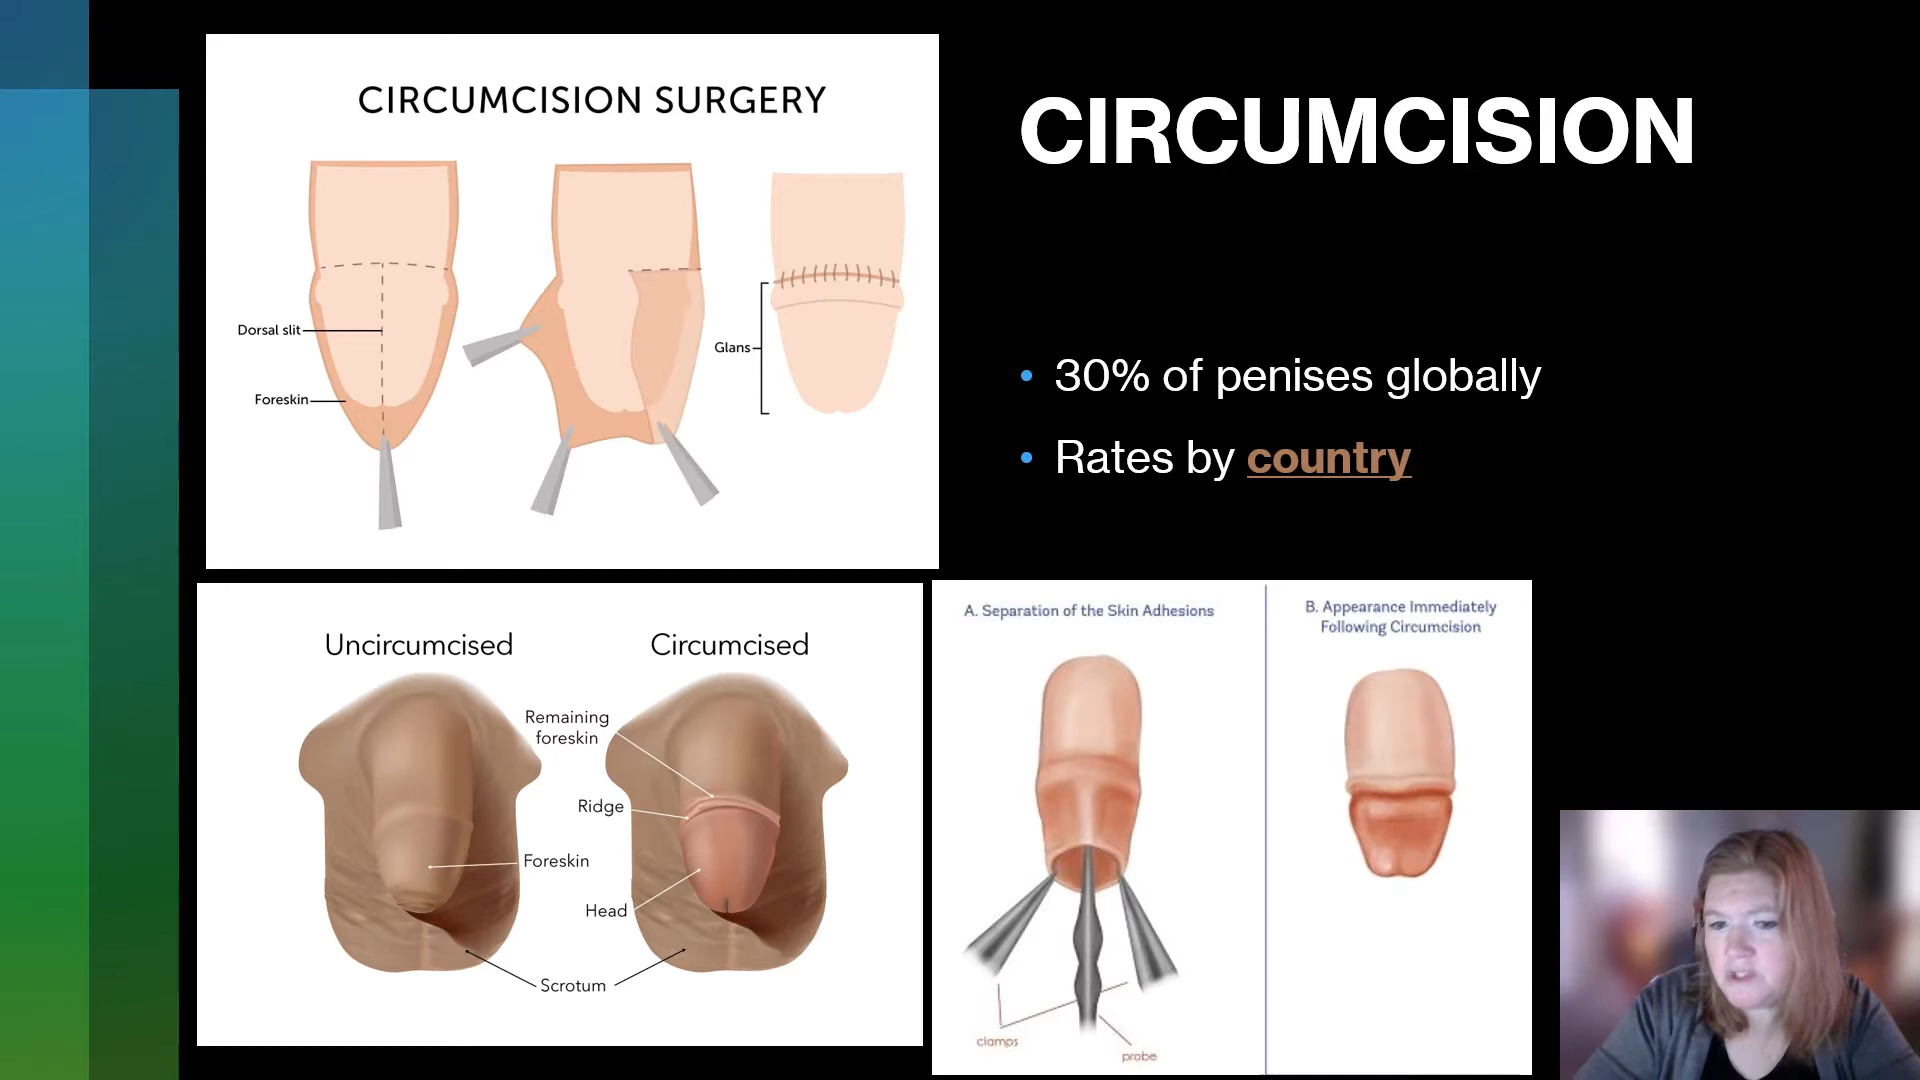 CIRCUMCISION SURGERY
Dorsal slit
Foreskin
Glans
CIRCUMCISION
• 30% of penises globally
• Rates by country
Uncircumcised
Circumcised
Remaining
foreskin
Ridge
Foreskin
Head
Scrotum
A. Separation of the Skin Adhesions
clamps
probe
B. Appearance Immediately
Following Circumcision